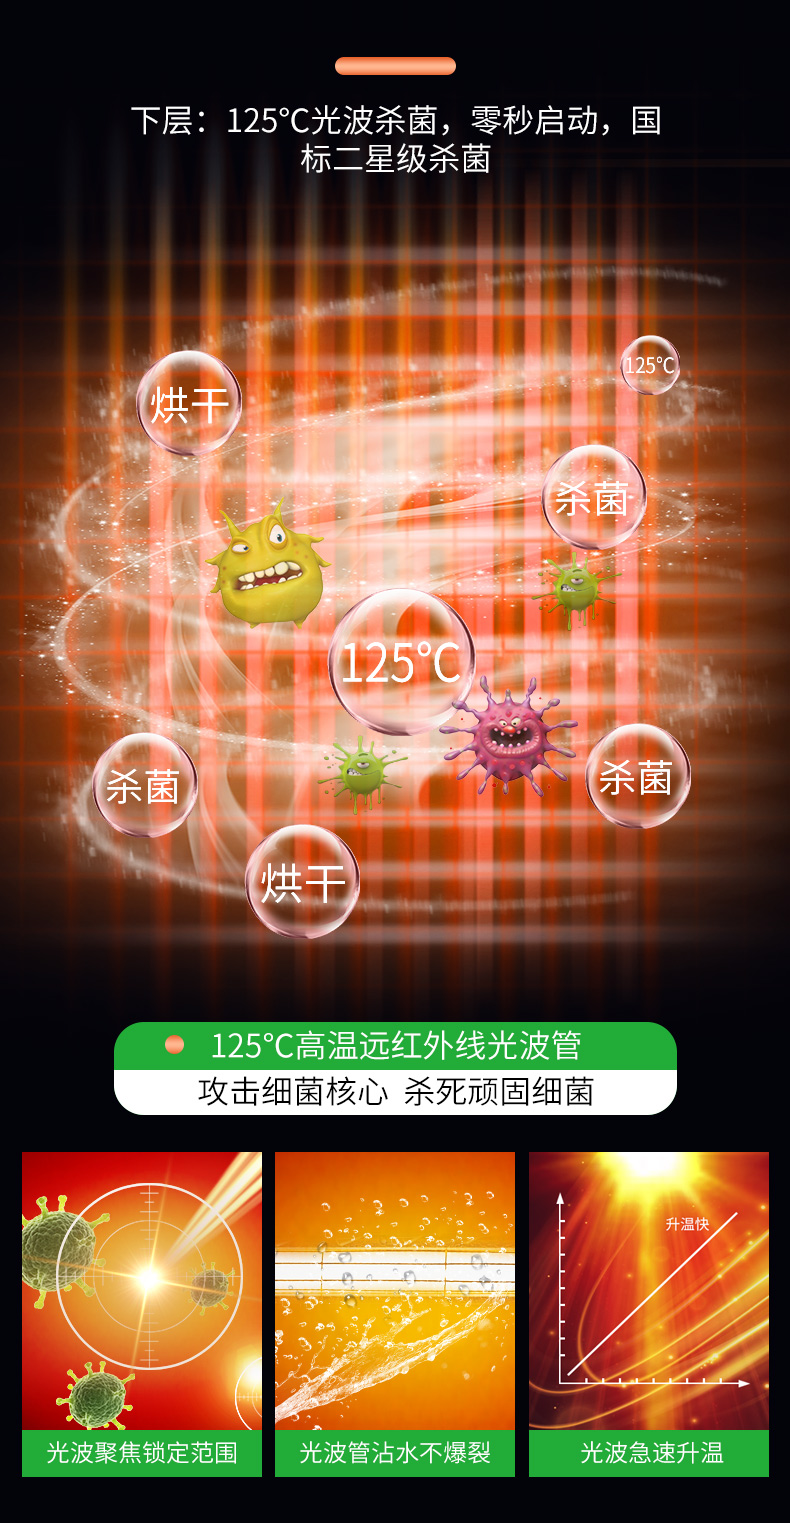 下层：125℃光波杀菌，零秒启动，国
标二星级杀菌
125℃
烘干
杀菌
125℃
杀菌
杀菌
烘干
125℃高温远红外线光波管
攻击细菌核心 杀死顽固细菌
升温快
光波聚焦锁定范围
光波管沾水不爆裂
光波急速升温